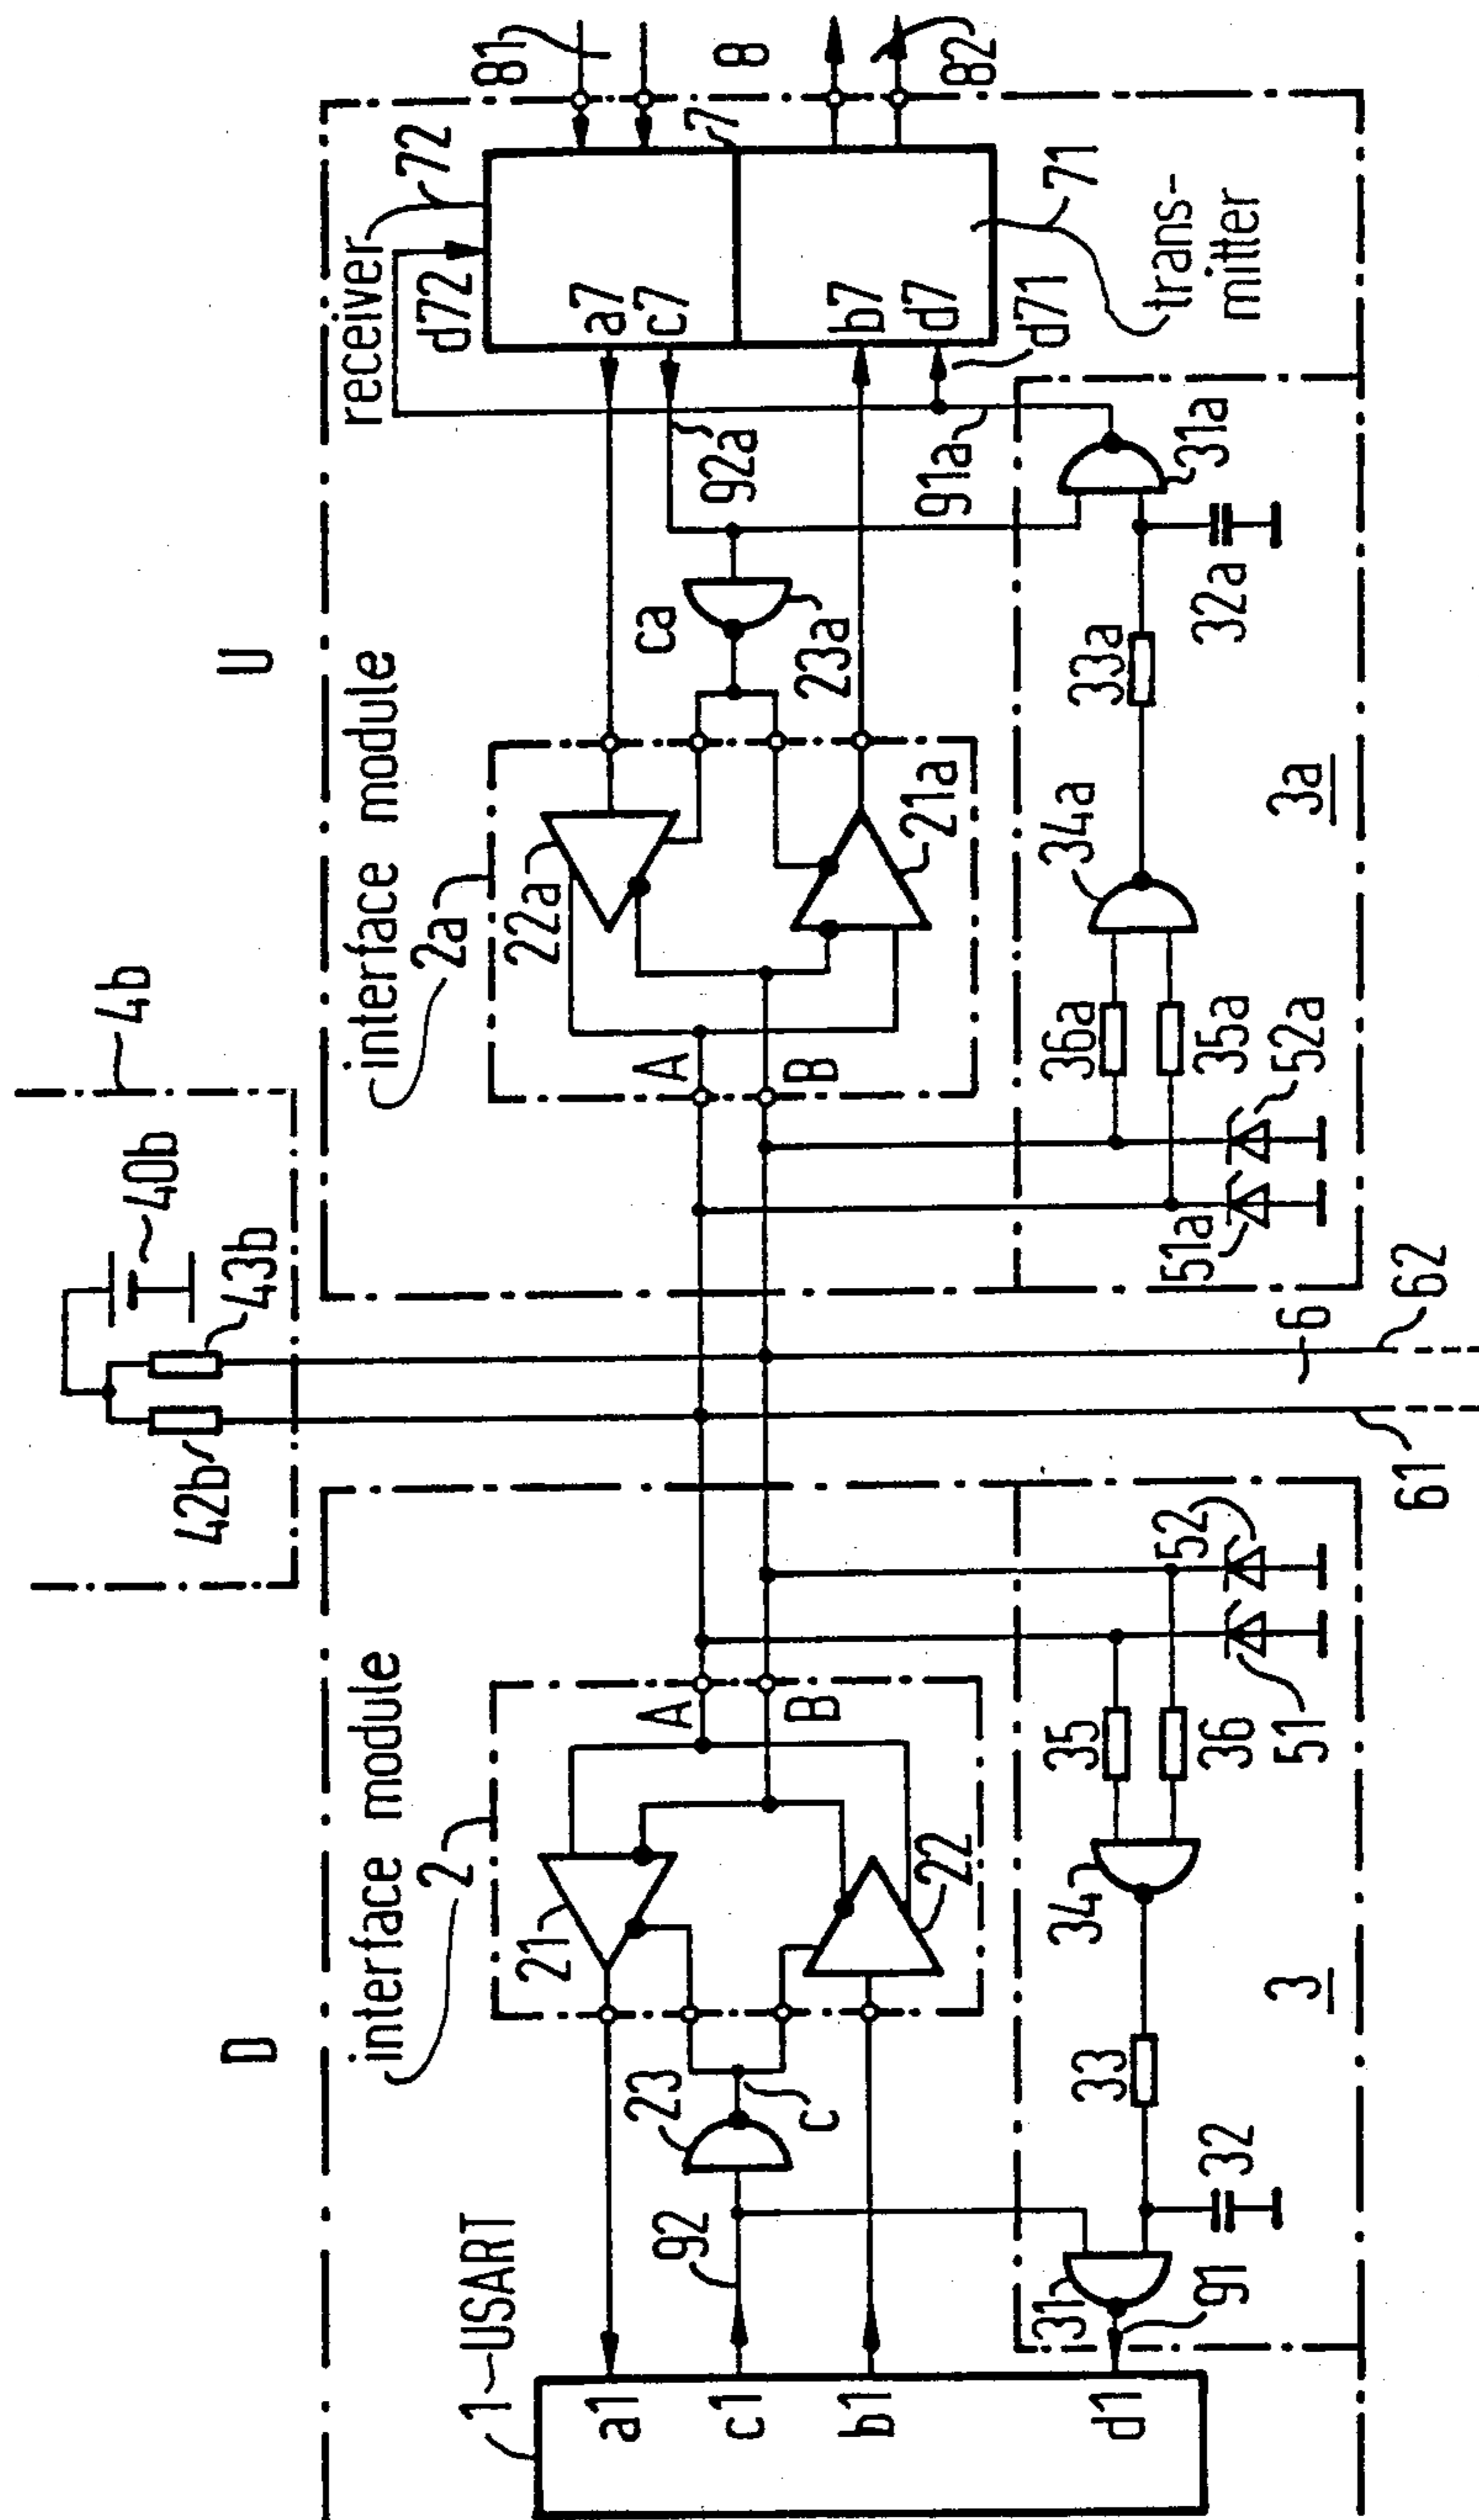 4b
40b
43b
42b
U
D
receiver
72
d72
81
8
82
7
a7
c7
b7
d7
d71
71
trans-
mitter
interface module
2a
22a
ca
92a
23a
21a
91a
A
B
31a
32a
33a
34a
3a
36a
35a
52a
51a
6
62
61
interface module
2
21
22
23
c
92
A
B
1
USART
a1
c1
b1
d1
31
91
32
33
34
3
35
36
51
52